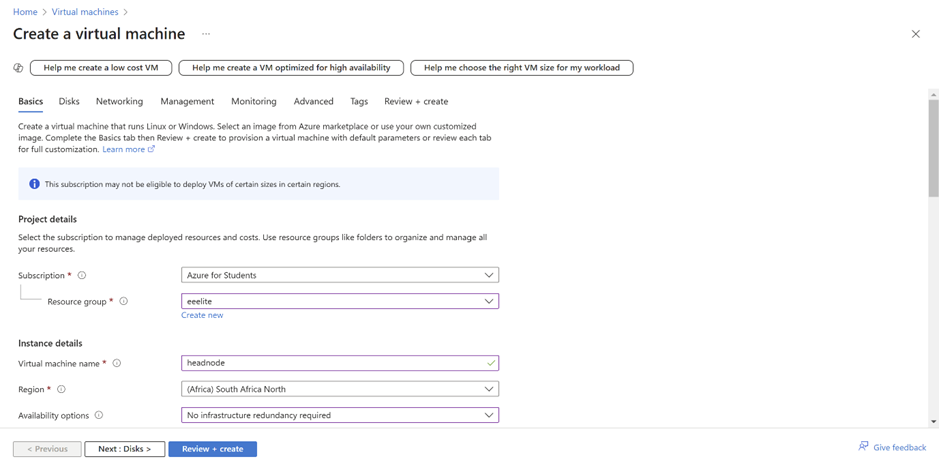 Home > Virtual machines >
Create a virtual machine ...
Help me create a low cost VM Help me create a VM optimized for high availability Help me choose the right VM size for my workload
Basics Disks Networking Management Monitoring Advanced Tags Review + create
Create a virtual machine that runs Linux or Windows. Select an image from Azure marketplace or use your own customized
image. Complete the Basics tab then Review + create to provision a virtual machine with default parameters or review each tab
for full customization. Learn more
This subscription may not be eligible to deploy VMs of certain sizes in certain regions.
Project details
Select the subscription to manage deployed resources and costs. Use resource groups like folders to organize and manage all
your resources.
Subscription * Azure for Students
Resource group * eeelite
Create new
Instance details
Virtual machine name * headnode
Region * (Africa) South Africa North
Availability options No infrastructure redundancy required
< Previous Next : Disks > Review + create Give feedback